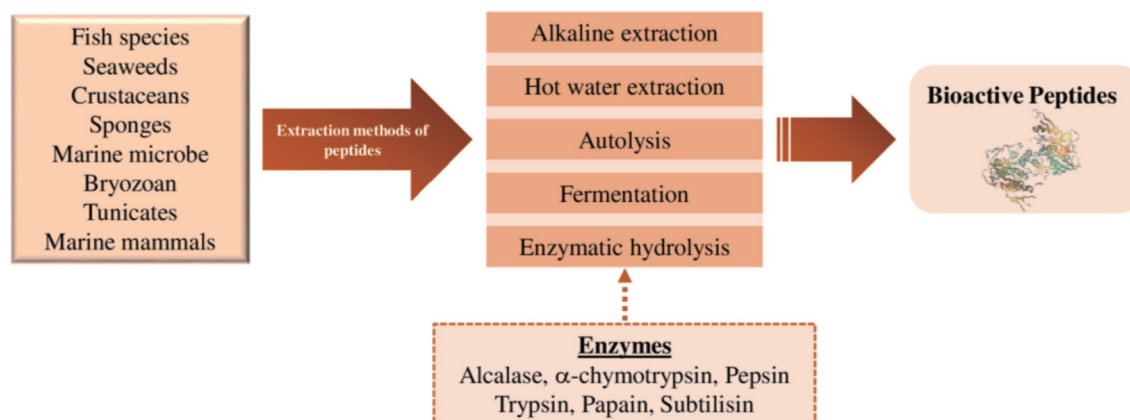 Fish species
Seaweeds
Crustaceans
Sponges
Marine microbe
Bryozoan
Tunicates
Marine mammals
Extraction methods of
peptides
Alkaline extraction
Hot water extraction
Autolysis
Fermentation
Enzymatic hydrolysis
Bioactive Peptides
Enzymes
Alcalase, α-chymotrypsin, Pepsin
Trypsin, Papain, Subtilisin